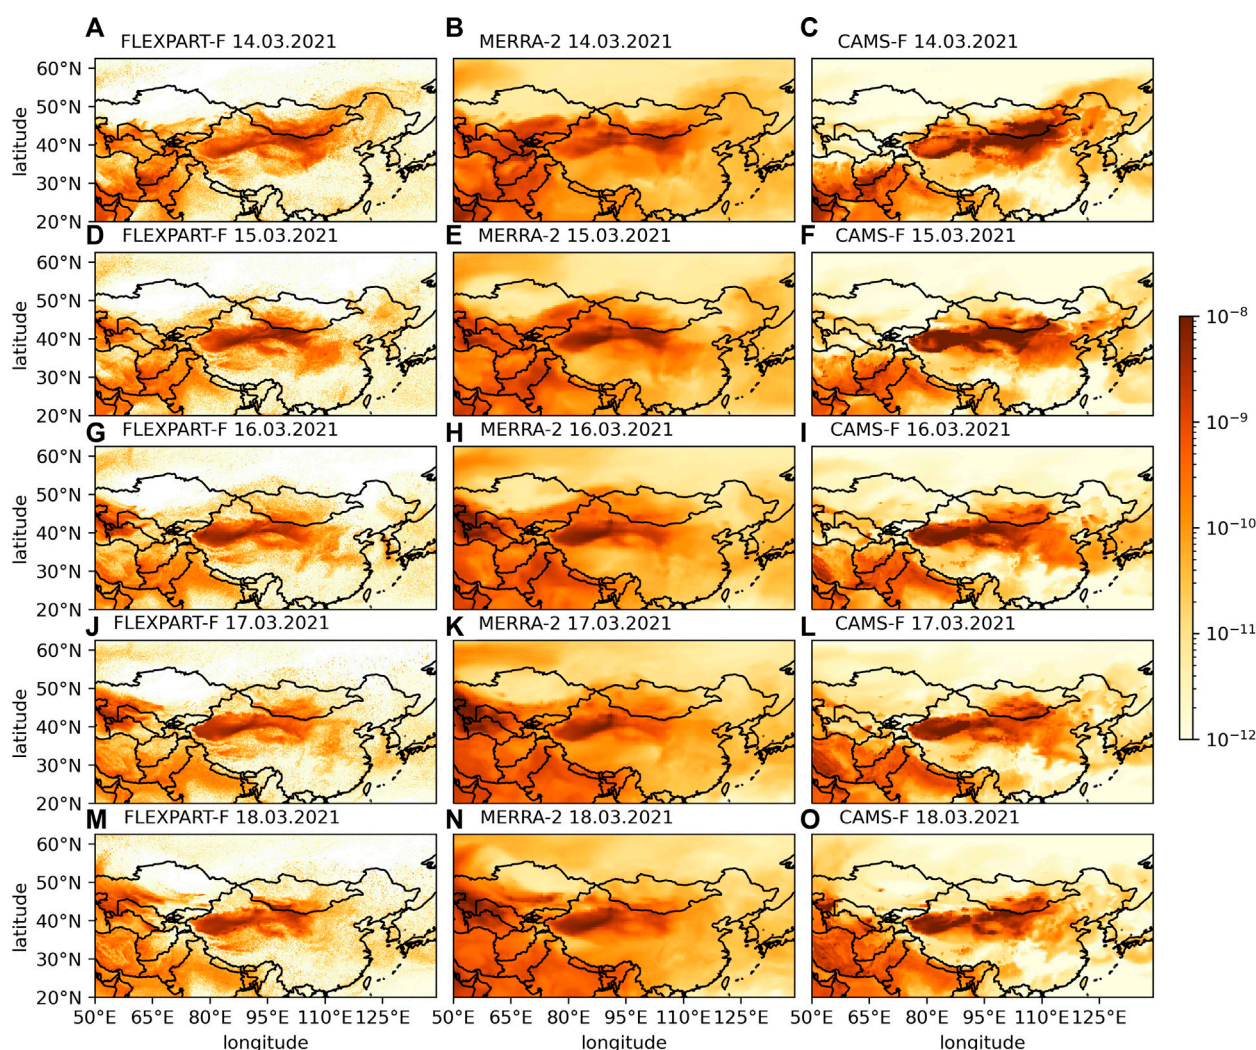 A B C
FLEXPART-F 14.03.2021 MERRA-2 14.03.2021 CAMS-F 14.03.2021
60°N
50°N
40°N
30°N
20°N
latitude
D E F
FLEXPART-F 15.03.2021 MERRA-2 15.03.2021 CAMS-F 15.03.2021
60°N
50°N
40°N
30°N
20°N
latitude
G H I
FLEXPART-F 16.03.2021 MERRA-2 16.03.2021 CAMS-F 16.03.2021
60°N
50°N
40°N
30°N
20°N
latitude
J K L
FLEXPART-F 17.03.2021 MERRA-2 17.03.2021 CAMS-F 17.03.2021
60°N
50°N
40°N
30°N
20°N
latitude
M N O
FLEXPART-F 18.03.2021 MERRA-2 18.03.2021 CAMS-F 18.03.2021
60°N
50°N
40°N
30°N
20°N
latitude
50°E 65°E 80°E 95°E 110°E 125°E 50°E 65°E 80°E 95°E 110°E 125°E 50°E 65°E 80°E 95°E 110°E 125°E
longitude longitude longitude
10⁻⁸
10⁻⁹
10⁻¹⁰
10⁻¹¹
10⁻¹²